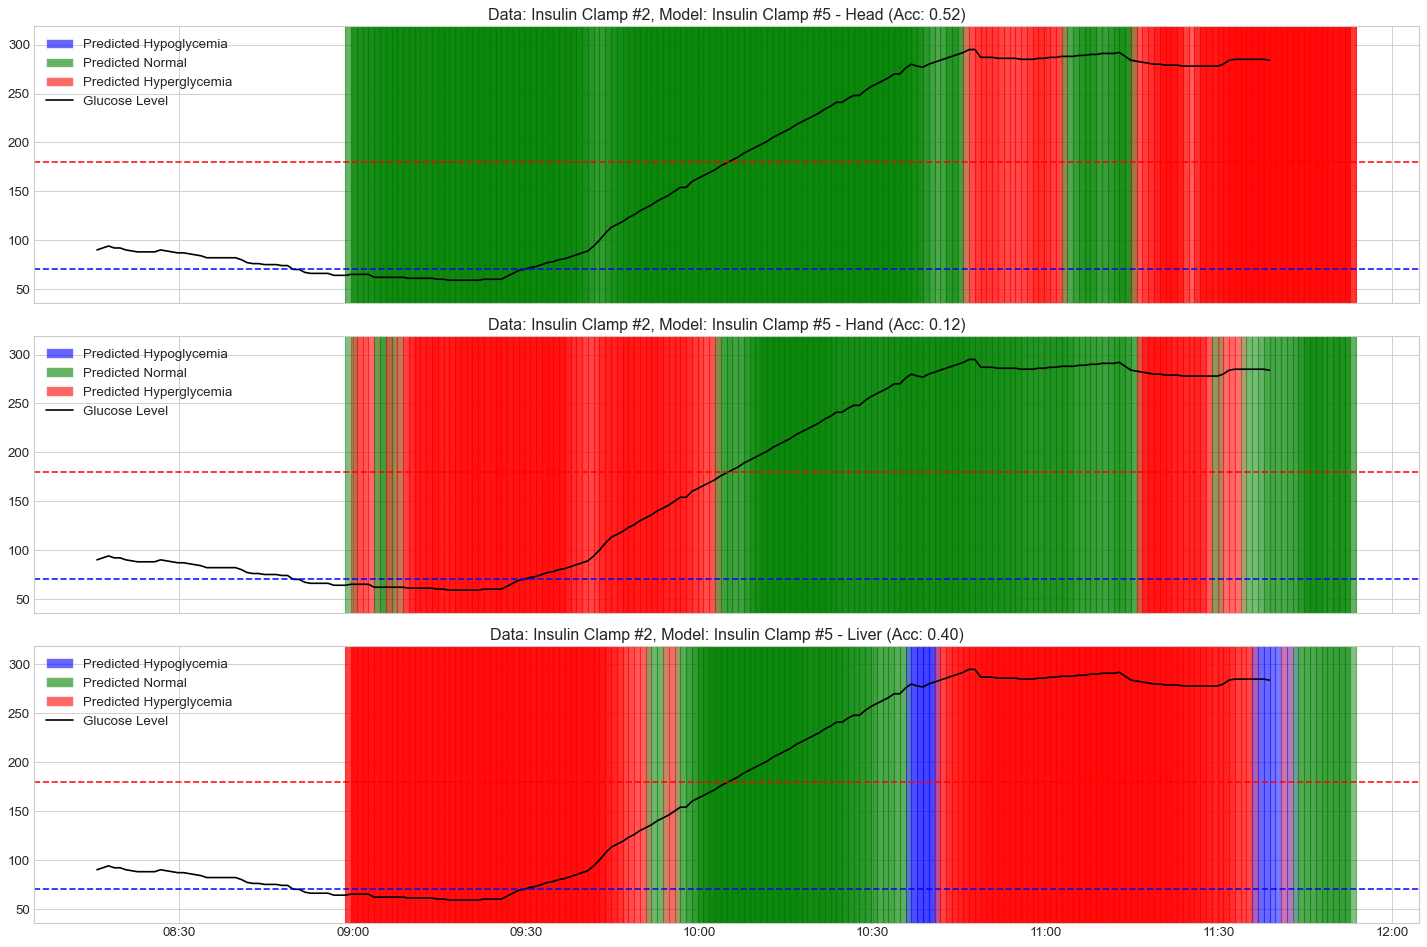 Data: Insulin Clamp #2, Model: Insulin Clamp #5 - Head (Acc: 0.52)
300
250
200
150
100
50
Predicted Hypoglycemia
Predicted Normal
Predicted Hyperglycemia
Glucose Level
Data: Insulin Clamp #2, Model: Insulin Clamp #5 - Hand (Acc: 0.12)
300
250
200
150
100
50
Predicted Hypoglycemia
Predicted Normal
Predicted Hyperglycemia
Glucose Level
Data: Insulin Clamp #2, Model: Insulin Clamp #5 - Liver (Acc: 0.40)
300
250
200
150
100
50
Predicted Hypoglycemia
Predicted Normal
Predicted Hyperglycemia
Glucose Level
08:30 09:00 09:30 10:00 10:30 11:00 11:30 12:00